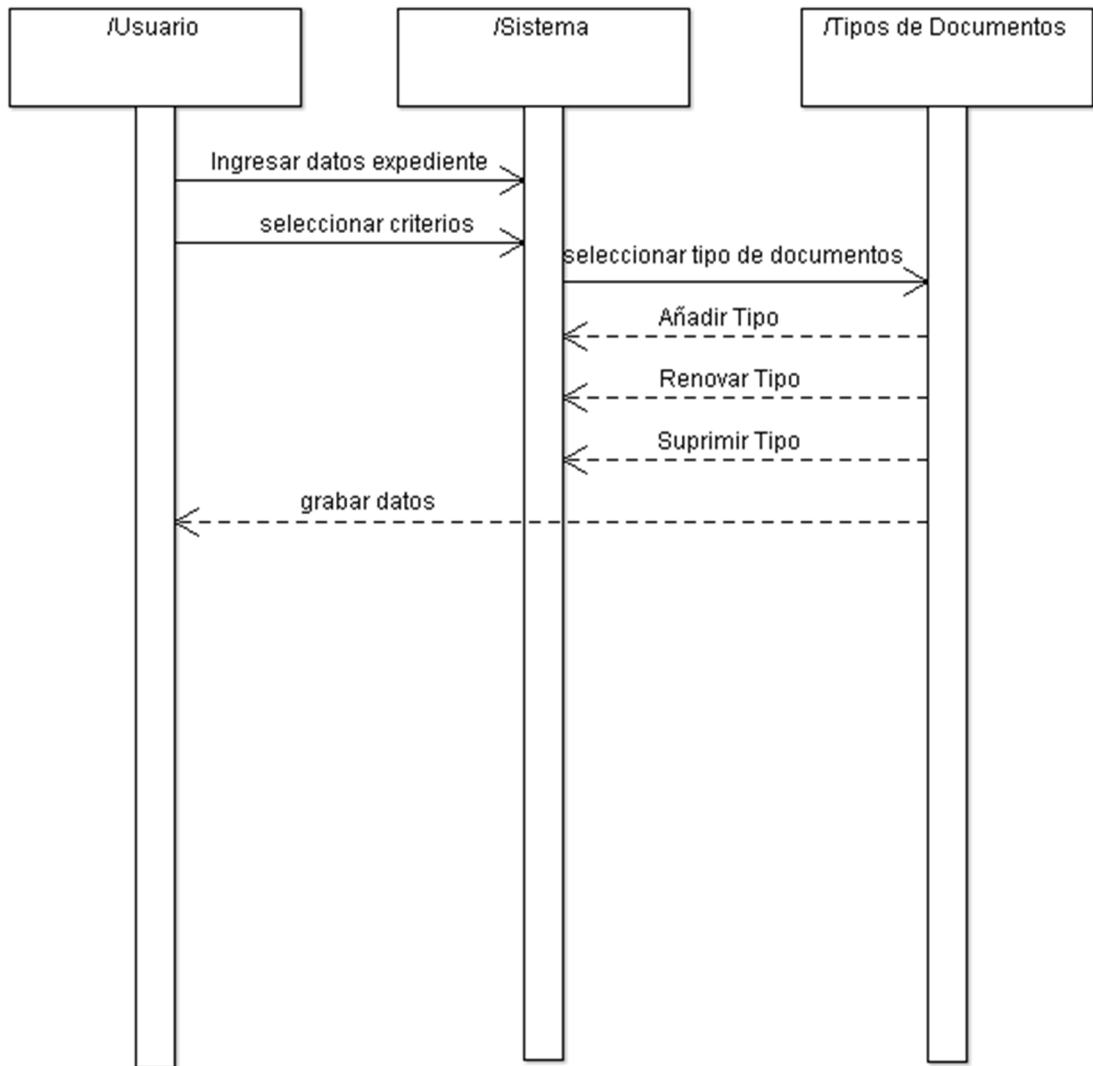 /Usuario
/Sistema
/Tipos de Documentos
Ingresar datos expediente
seleccionar criterios
seleccionar tipo de documentos
Añadir Tipo
Renovar Tipo
Suprimir Tipo
grabar datos